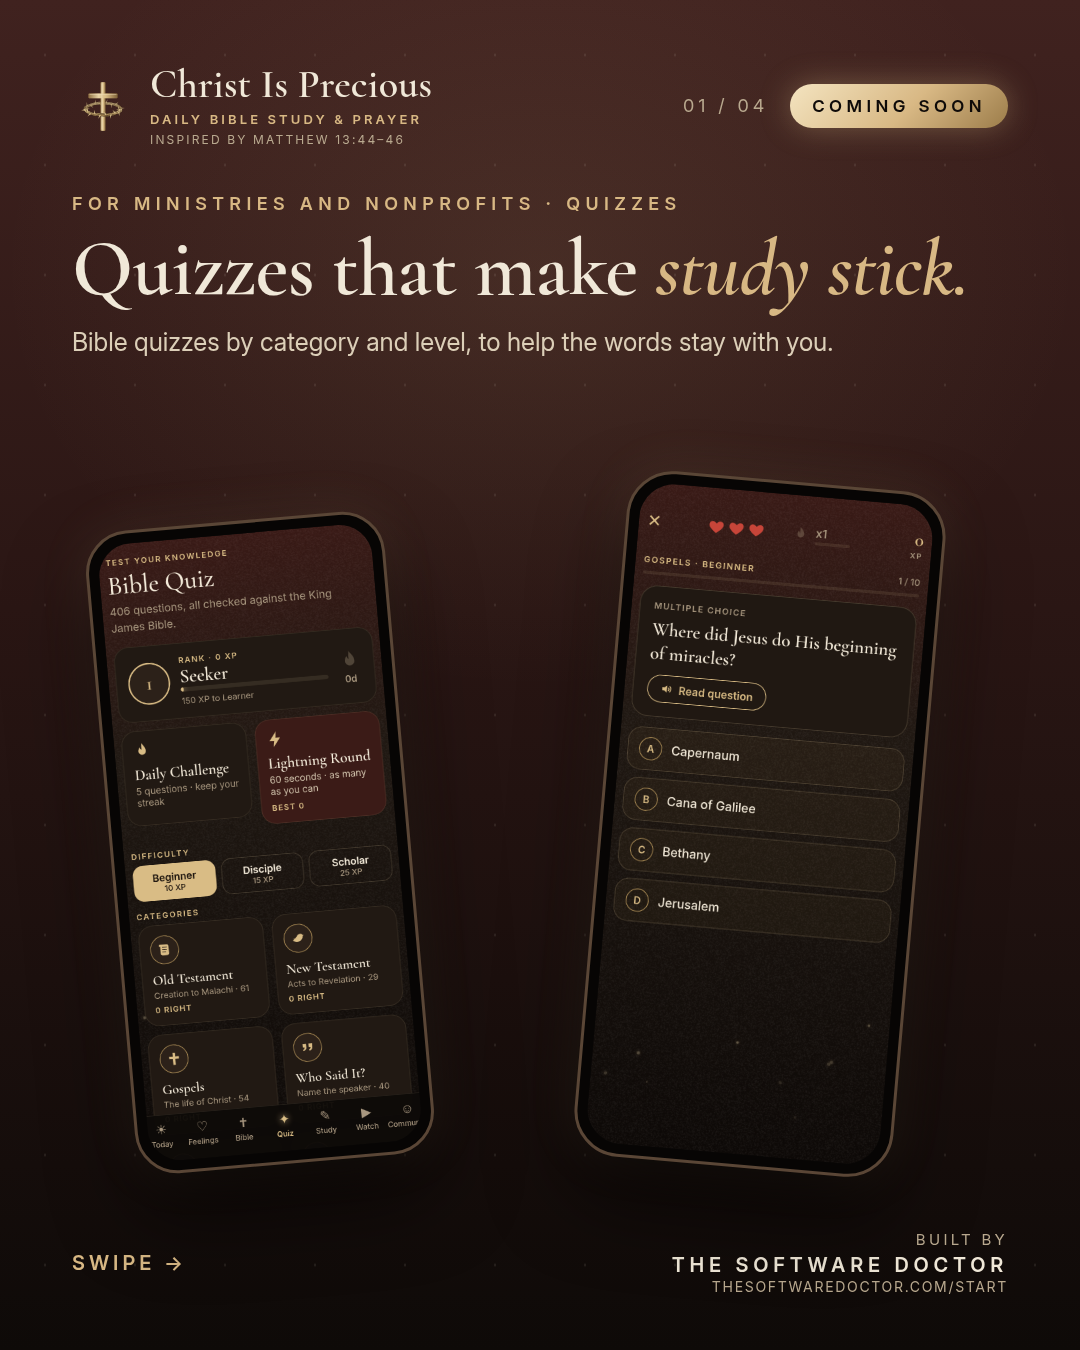 Christ Is Precious
DAILY BIBLE STUDY & PRAYER
INSPIRED BY MATTHEW 13:44–46
01 / 04
COMING SOON
FOR MINISTRIES AND NONPROFITS · QUIZZES
Quizzes that make study stick.
Bible quizzes by category and level, to help the words stay with you.
TEST YOUR KNOWLEDGE
Bible Quiz
406 questions, all checked against the King
James Bible.
1
RANK · 0 XP
Seeker
150 XP to Learner
0d
Daily Challenge
5 questions · keep your
streak
Lightning Round
60 seconds · as many
as you can
BEST 0
DIFFICULTY
Beginner
10 XP
Disciple
15 XP
Scholar
25 XP
CATEGORIES
Old Testament
Creation to Malachi · 61
0 RIGHT
New Testament
Acts to Revelation · 29
0 RIGHT
Gospels
The life of Christ · 54
Who Said It?
Name the speaker · 40
Today
Feelings
Bible
Quiz
Study
Watch
Commun
x1
0
XP
GOSPELS · BEGINNER
1 / 10
MULTIPLE CHOICE
Where did Jesus do His beginning
of miracles?
Read question
A Capernaum
B Cana of Galilee
C Bethany
D Jerusalem
SWIPE →
BUILT BY
THE SOFTWARE DOCTOR
THESOFTWAREDOCTOR.COM/START